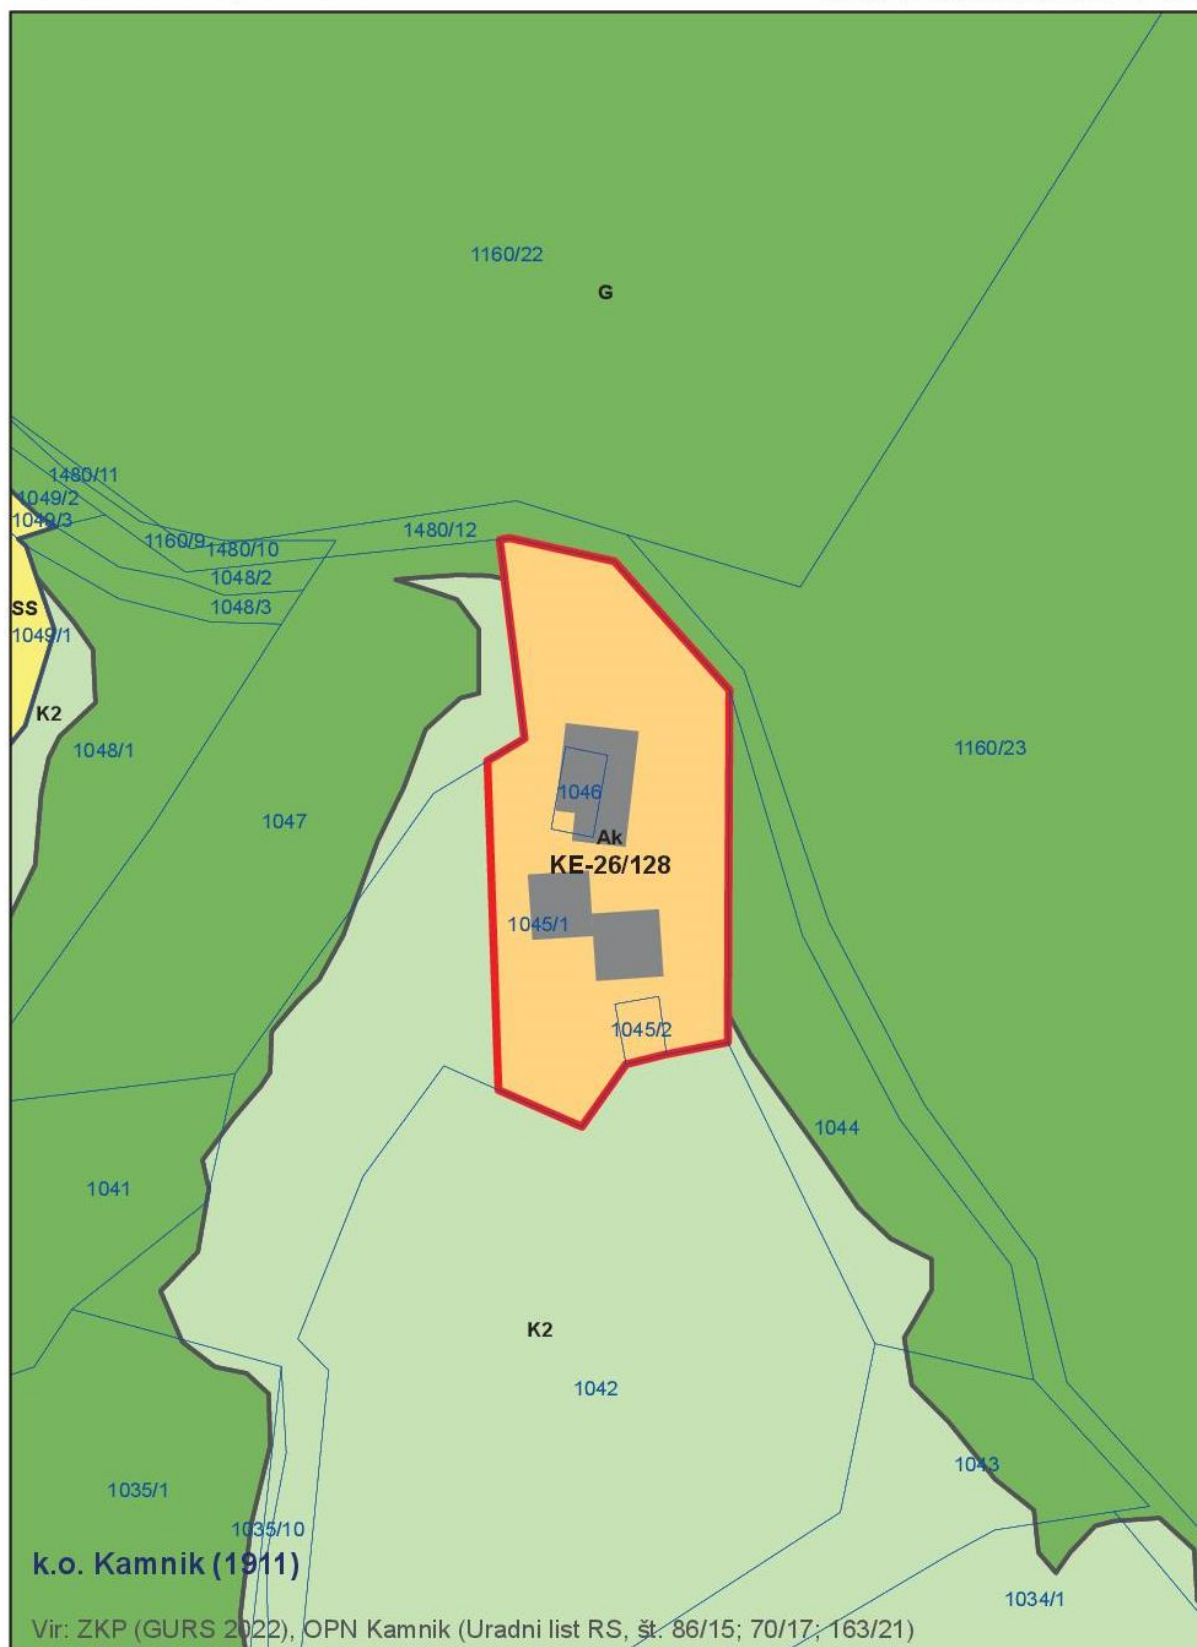 1160/22
G
1480/11
1049/2
1049/3
1480/12
1160/9
1480/10
1048/2
SS
1048/3
1049/1
K2
1048/1
1160/23
1046
1047
Ak
KE-26/128
1045/1
1045/2
1044
1041
K2
1042
1043
1035/1
1035/10
k.o. Kamnik (1911)
1034/1
Vir: ZKP (GURS 2022), OPN Kamnik (Uradni list RS, št. 86/15; 70/17; 163/21)